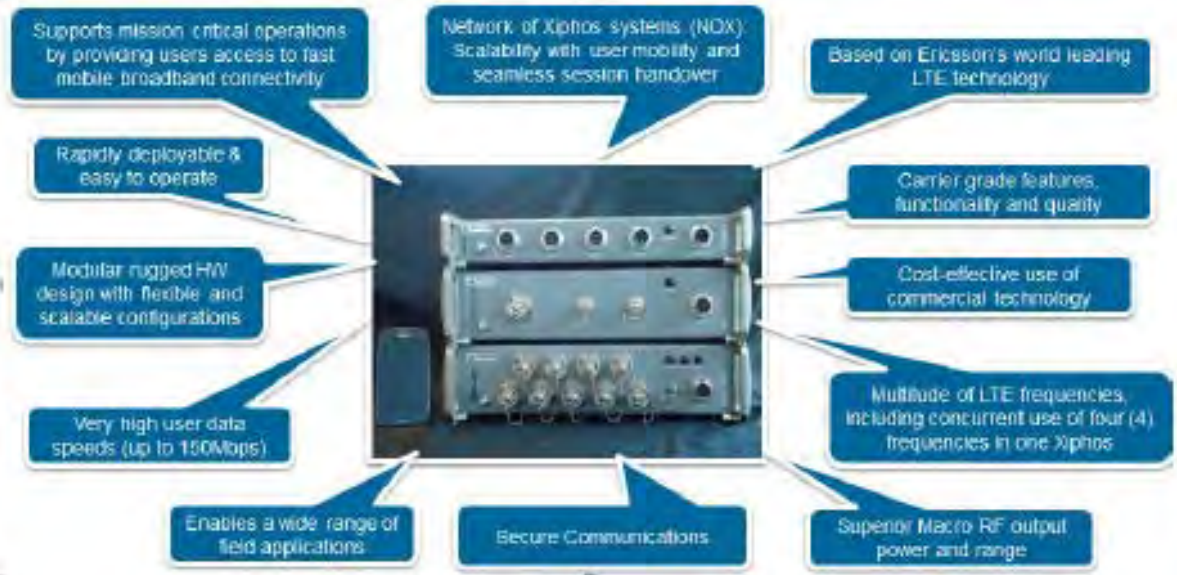 Supports mission critical operations
by providing users access to fast
mobile broadband connectivity
Network of Xiphos systems (NOX):
Scalability with user mobility and
seamless session handover
Based on Ericsson's world leading
LTE technology
Rapidly deployable &
easy to operate
Carrier grade features,
functionality and quality
Modular rugged HW
design with flexible and
scalable configurations
Cost-effective use of
commercial technology
Very high user data
speeds (up to 150Mbps)
Multitude of LTE frequencies,
including concurrent use of four (4)
frequencies in one Xiphos
Enables a wide range of
field applications
Secure Communications
Superior Macro RF output
power and range